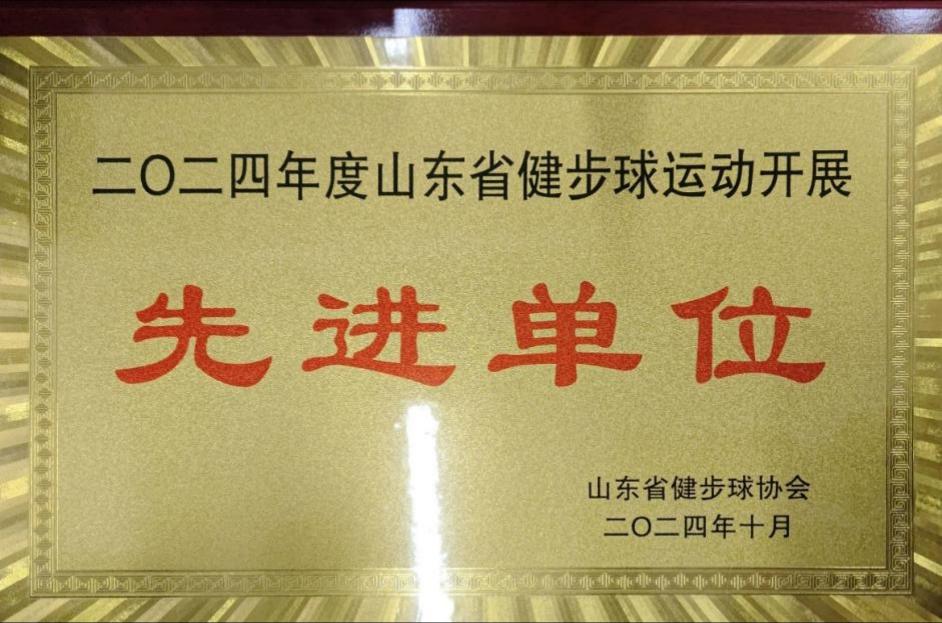 二〇二四年度山东省健步球运动开展
先进单位
山东省健步球协会
二〇二四年十月